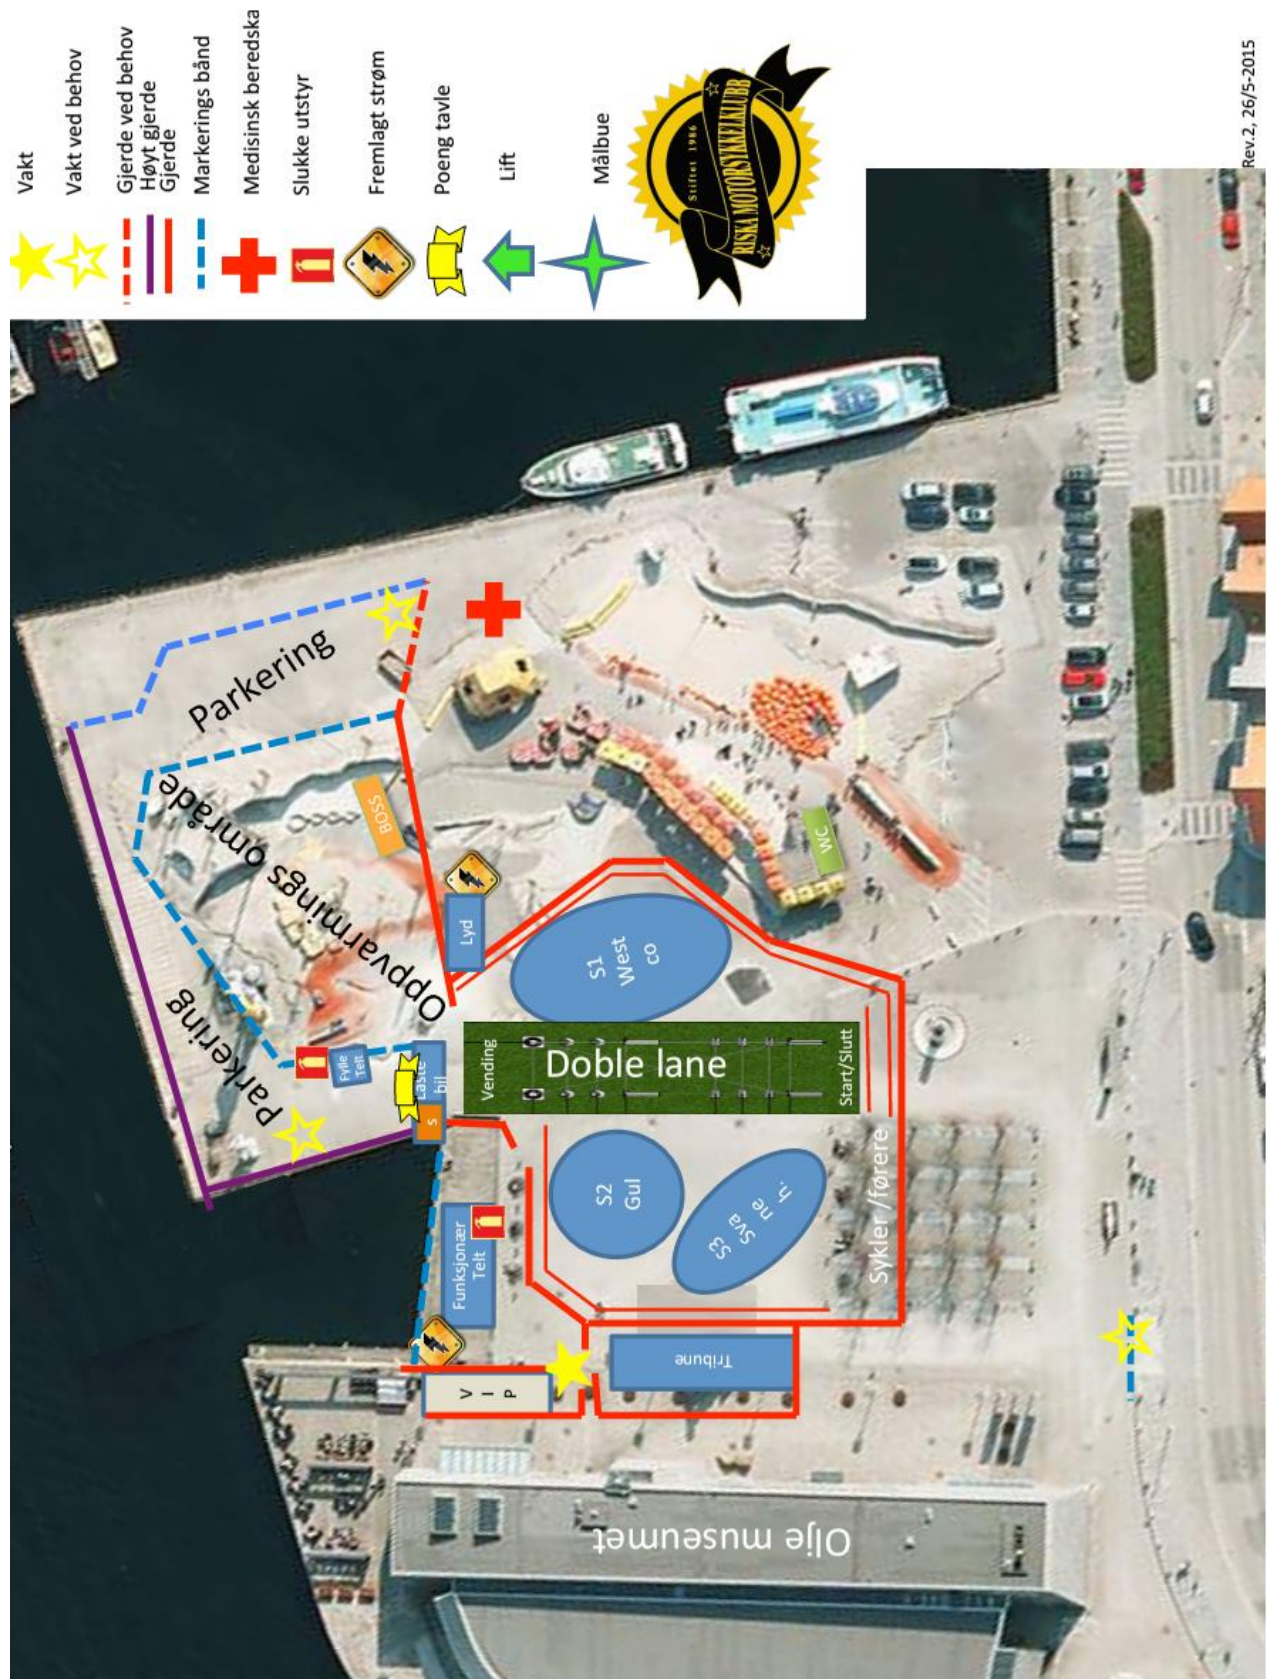 Vakt
Vakt ved behov
Gjerde ved behov
Høyt gjerde
Gjerde
Markerings bånd
Medisinsk beredska
Slukke utstyr
Fremlagt strøm
Poeng tavle
Lift
Målbue
Stiftet 1986
RISKA MOTORSYKKELKLUBB
Rev.2, 26/5-2015
Parkering
Oppvarmings område
Parkering
BOSS
Lyd
Fylle
Telt
Laste
bil
s
Funksjonær
Telt
V
I
P
Tribune
S1
West
co
WC
Vending
Doble lane
Start/Slutt
S2
Gul
S3
Sva
ne
h.
Sykler /førere
Olje museumet